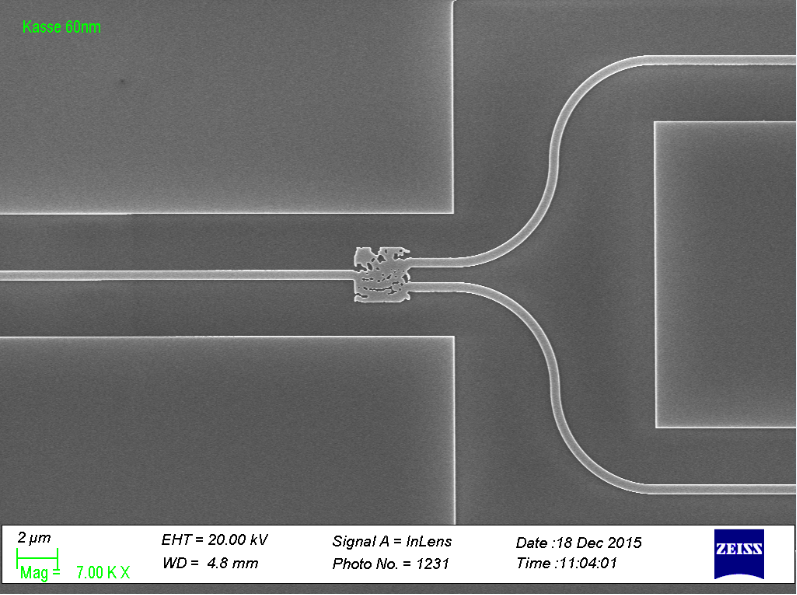 Kasse 60nm
2 µm
EHT = 20.00 kV
Signal A = InLens
Date :18 Dec 2015
Mag = 7.00 K X
WD = 4.8 mm
Photo No. = 1231
Time :11:04:01
ZEISS